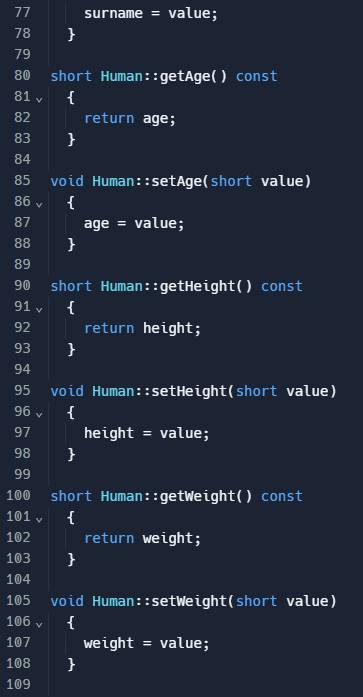 77 surname = value;
78 }
79
80 short Human::getAge() const
81 {
82 return age;
83 }
84
85 void Human::setAge(short value)
86 {
87 age = value;
88 }
89
90 short Human::getHeight() const
91 {
92 return height;
93 }
94
95 void Human::setHeight(short value)
96 {
97 height = value;
98 }
99
100 short Human::getWeight() const
101 {
102 return weight;
103 }
104
105 void Human::setWeight(short value)
106 {
107 weight = value;
108 }
109